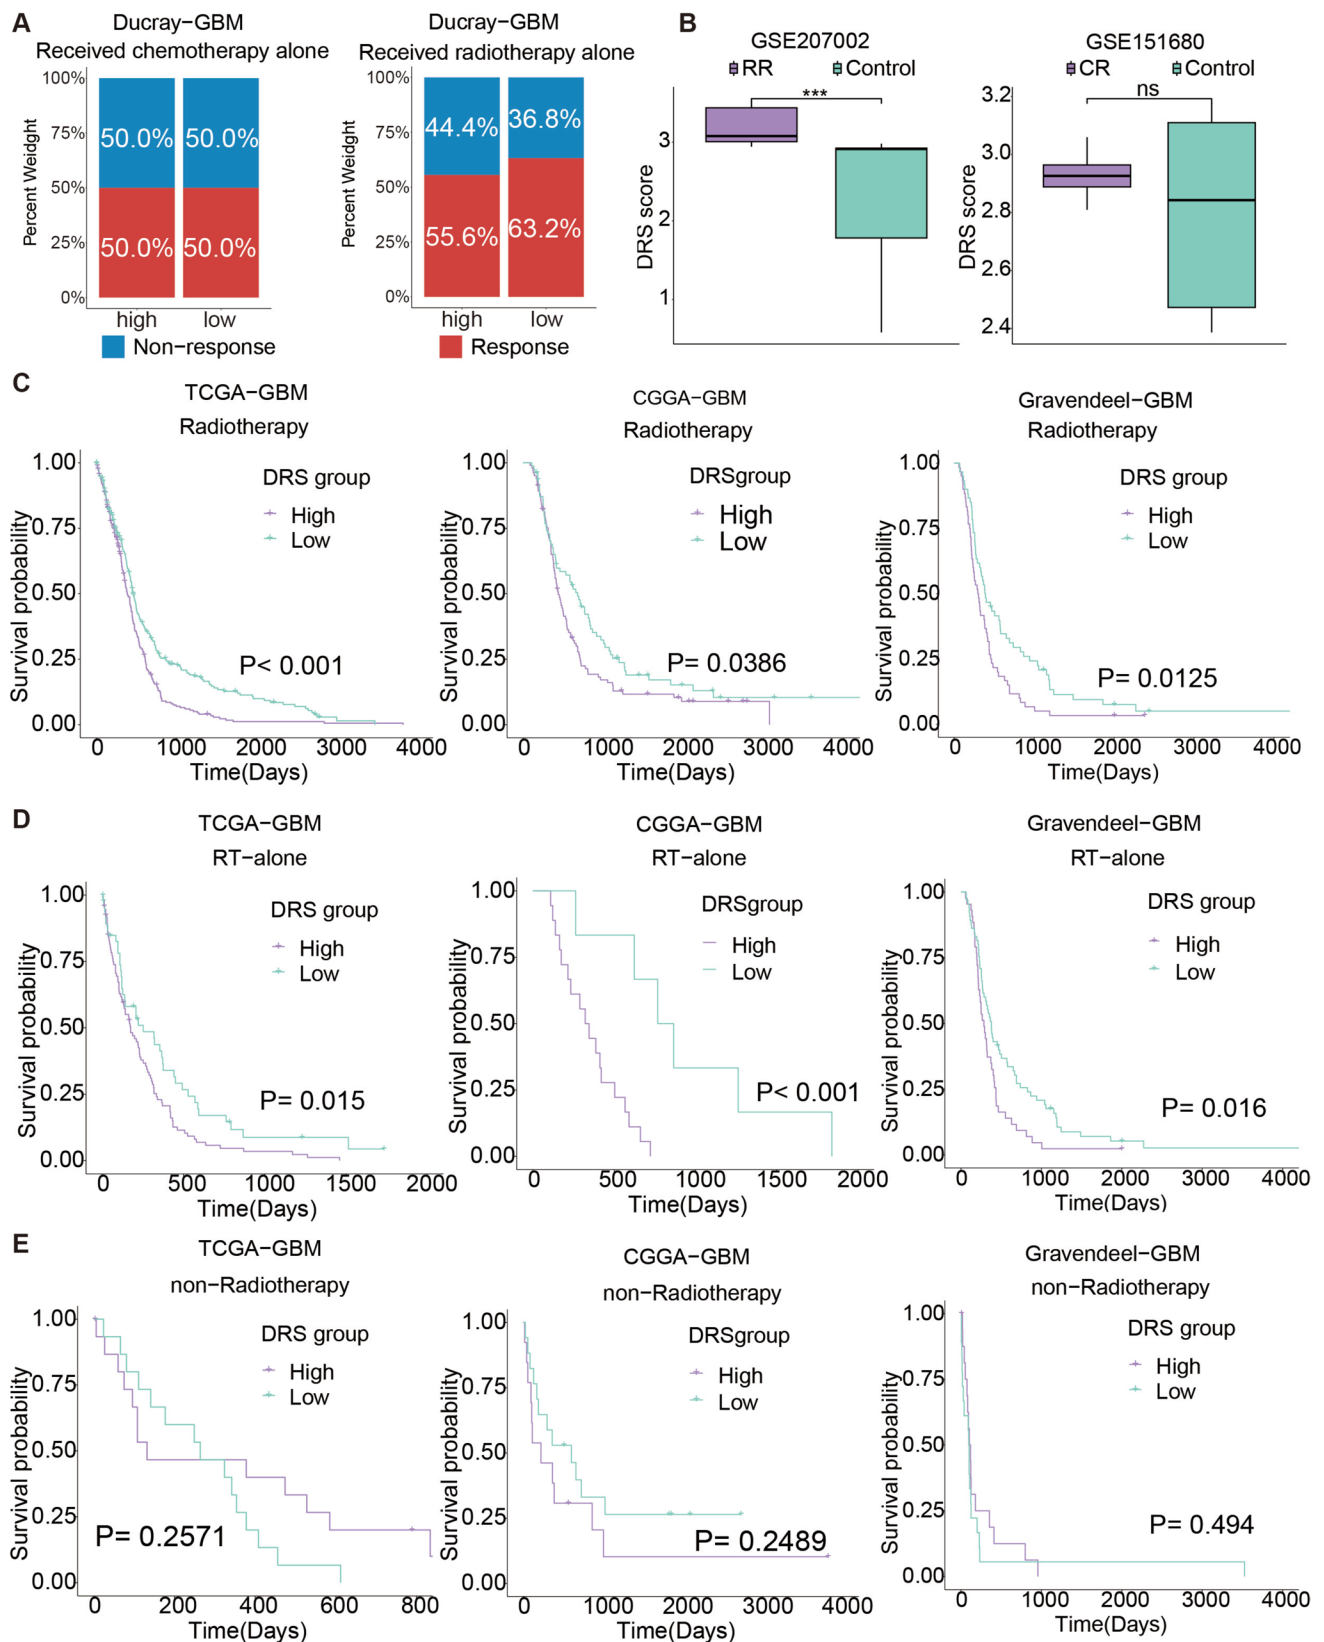 A
Ducray−GBM
Received chemotherapy alone
100%
75%
50%
25%
0%
Percent Weidght
50.0%
50.0%
50.0%
50.0%
high
low
Ducray−GBM
Received radiotherapy alone
100%
75%
50%
25%
0%
Percent Weidght
44.4%
36.8%
55.6%
63.2%
high
low
Non−response
Response
B
GSE207002
RR
Control
***
3
2
1
DRS score
GSE151680
CR
Control
ns
3.2
3.0
2.8
2.6
2.4
DRS score
C
TCGA−GBM
Radiotherapy
DRS group
High
Low
1.00
0.75
0.50
0.25
0.00
Survival probability
P< 0.001
0 1000 2000 3000 4000
Time(Days)
CGGA−GBM
Radiotherapy
DRSgroup
High
Low
1.00
0.75
0.50
0.25
0.00
Survival probability
P= 0.0386
0 1000 2000 3000 4000
Time(Days)
Gravendeel−GBM
Radiotherapy
DRS group
High
Low
1.00
0.75
0.50
0.25
0.00
Survival probability
P= 0.0125
0 1000 2000 3000 4000
Time(Days)
D
TCGA−GBM
RT−alone
DRS group
High
Low
1.00
0.75
0.50
0.25
0.00
Survival probability
P= 0.015
0 500 1000 1500 2000
Time(Days)
CGGA−GBM
RT−alone
DRSgroup
High
Low
1.00
0.75
0.50
0.25
0.00
Survival probability
P< 0.001
0 500 1000 1500 2000
Time(Days)
Gravendeel−GBM
RT−alone
DRS group
High
Low
1.00
0.75
0.50
0.25
0.00
Survival probability
P= 0.016
0 1000 2000 3000 4000
Time(Days)
E
TCGA−GBM
non−Radiotherapy
DRS group
High
Low
1.00
0.75
0.50
0.25
0.00
Survival probability
P= 0.2571
0 200 400 600 800
Time(Days)
CGGA−GBM
non−Radiotherapy
DRSgroup
High
Low
1.00
0.75
0.50
0.25
0.00
Survival probability
P= 0.2489
0 1000 2000 3000 4000
Time(Days)
Gravendeel−GBM
non−Radiotherapy
DRS group
High
Low
1.00
0.75
0.50
0.25
0.00
Survival probability
P= 0.494
0 1000 2000 3000 4000
Time(Days)